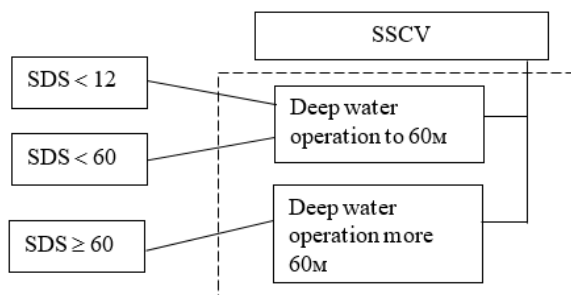 SSCV
SDS < 12
Deep water
operation to 60м
SDS < 60
SDS ≥ 60
Deep water
operation more
60м